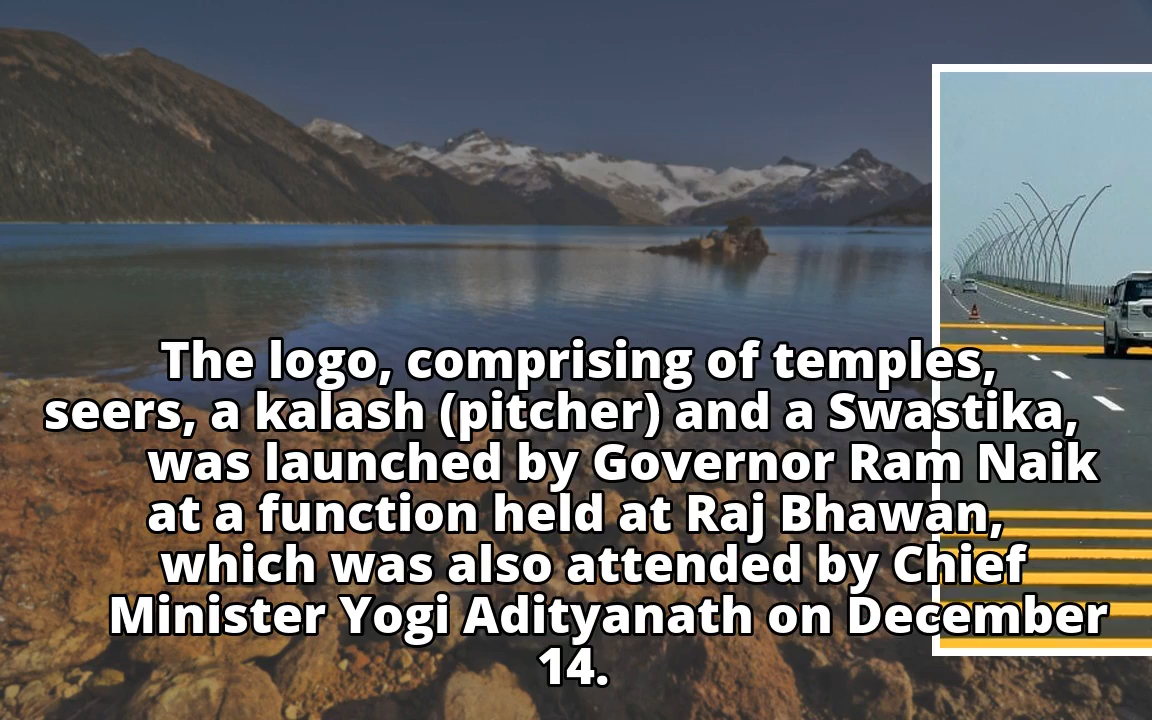 The logo, comprising of temples,
seers, a kalash (pitcher) and a Swastika,
was launched by Governor Ram Naik
at a function held at Raj Bhawan,
which was also attended by Chief
Minister Yogi Adityanath on December
14.